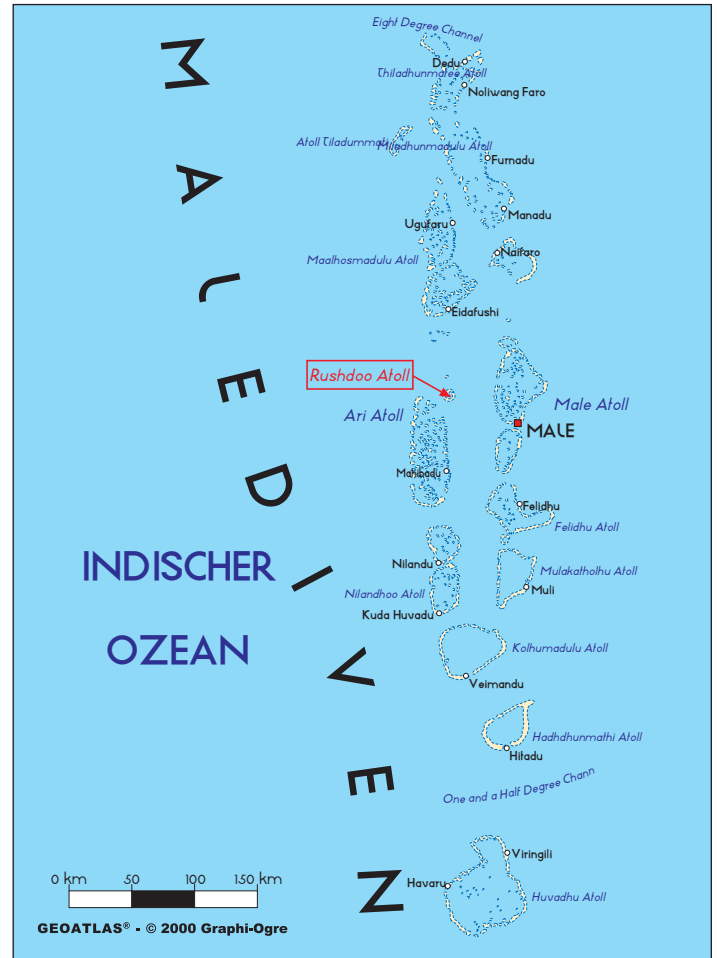 Eight Degree Channel
Dedu
Thiladhunmatee Atoll
Noliwang Faro
Atoll Tiladummali
Miladhunmadulu Atoll
Furnadu
Manadu
Ugufaru
Naifaro
Maalhosmadulu Atoll
Eidafushi
Rushdoo Atoll
Ari Atoll
Male Atoll
MALE
Mahibadu
Felidhu
Felidhu Atoll
INDISCHER
OZEAN
Nilandu
Mulakatholhu Atoll
Muli
Nilandhoo Atoll
Kuda Huvadu
Kolhumadulu Atoll
Veimandu
Hadhdhunmathi Atoll
Hitadu
One and a Half Degree Chann
Viringili
Havaru
Huvadhu Atoll
MALEDIVEN
0 km 50 100 150 km
GEOATLAS® - © 2000 Graphi-Ogre